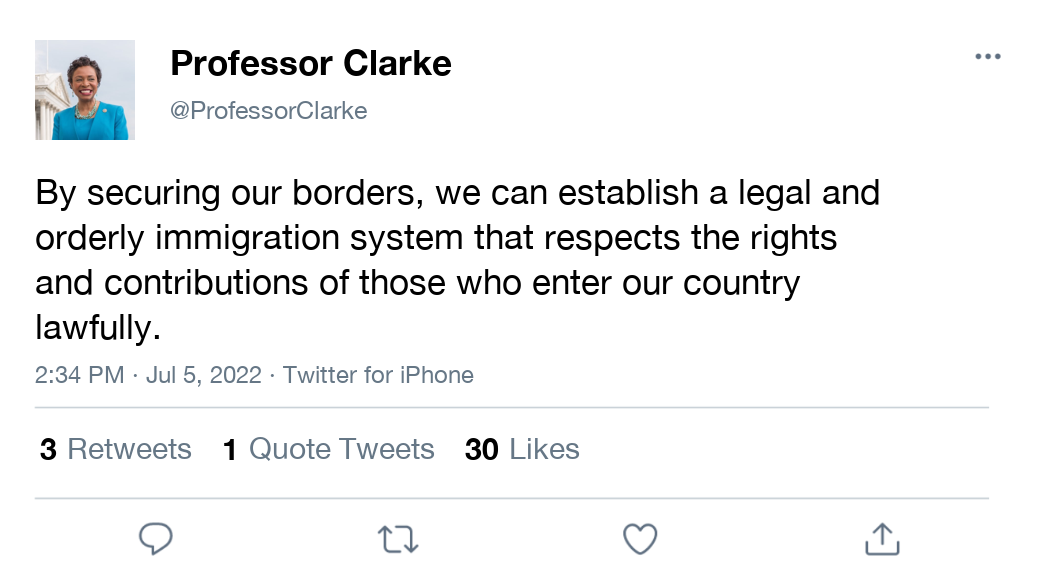 Professor Clarke
@ProfessorClarke
By securing our borders, we can establish a legal and
orderly immigration system that respects the rights
and contributions of those who enter our country
lawfully.
2:34 PM · Jul 5, 2022 · Twitter for iPhone
3 Retweets 1 Quote Tweets 30 Likes